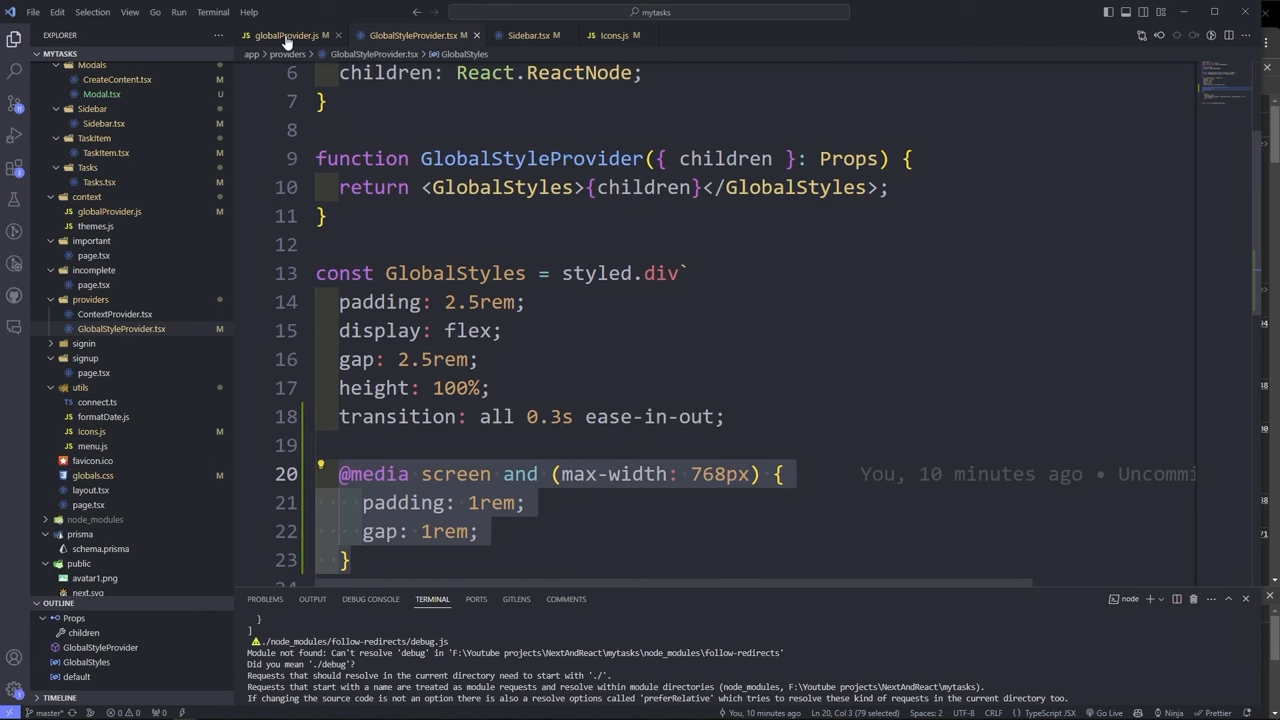 File Edit Selection View Go Run Terminal Help
mytasks
EXPLORER
MYTASKS
Modals
CreateContent.tsx
Modal.tsx U
Sidebar
Sidebar.tsx
TaskItem
TaskItem.tsx
Tasks
Tasks.tsx
context
globalProvider.js M
themes.js
important
page.tsx
incomplete
page.tsx
providers
ContextProvider.tsx
GlobalStyleProvider.tsx M
signin
signup
page.tsx
utils
connect.ts
formatDate.js
Icons.js M
menu.js
favicon.ico
globals.css M
layout.tsx
page.tsx
node_modules
prisma
schema.prisma
public
avatar1.png
next.svg
OUTLINE
Props
children
GlobalStyleProvider
GlobalStyles
default
TIMELINE
JS globalProvider.js M GlobalStyleProvider.tsx M Sidebar.tsx M JS Icons.js M
app > providers > GlobalStyleProvider.tsx > GlobalStyles
6 children: React.ReactNode;
7 }
8
9 function GlobalStyleProvider({ children }: Props) {
10 return <GlobalStyles>{children}</GlobalStyles>;
11 }
12
13 const GlobalStyles = styled.div`
14 padding: 2.5rem;
15 display: flex;
16 gap: 2.5rem;
17 height: 100%;
18 transition: all 0.3s ease-in-out;
19
20 @media screen and (max-width: 768px) { You, 10 minutes ago • Uncommi
21 padding: 1rem;
22 gap: 1rem;
23 }
PROBLEMS OUTPUT DEBUG CONSOLE TERMINAL PORTS GITLENS COMMENTS
node
}
]
./node_modules/follow-redirects/debug.js
Module not found: Can't resolve 'debug' in 'F:\Youtube projects\NextAndReact\mytasks\node_modules\follow-redirects'
Did you mean './debug'?
Requests that should resolve in the current directory need to start with './'.
Requests that start with a name are treated as module requests and resolve within module directories (node_modules, F:\Youtube projects\NextAndReact\mytasks).
If changing the source code is not an option there is also a resolve options called 'preferRelative' which tries to resolve these kind of requests in the current directory too.
master* 0 0 0 You, 10 minutes ago Ln 20, Col 3 (79 selected) Spaces: 2 UTF-8 CRLF TypeScript JSX Go Live Ninja Prettier